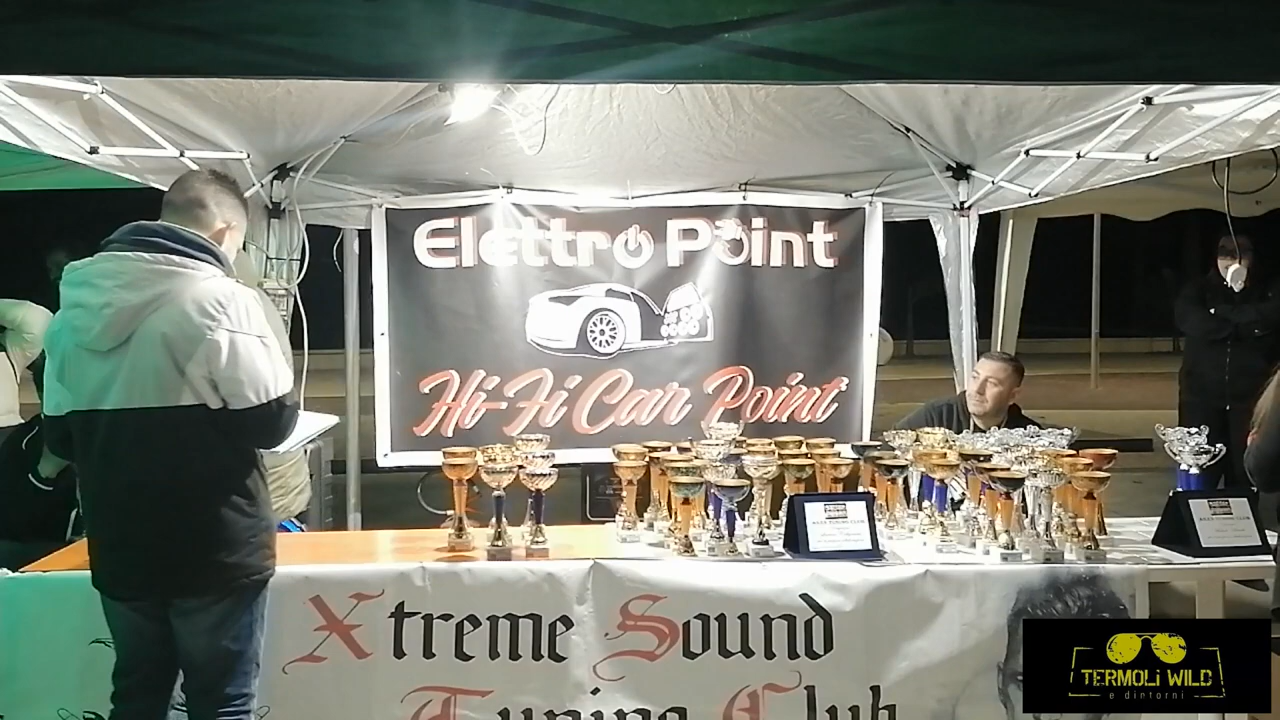 Elettro Point
Hi-Fi Car Point
Xtreme Sound
Tuning Club
TERMOLI WILD
e dintorni